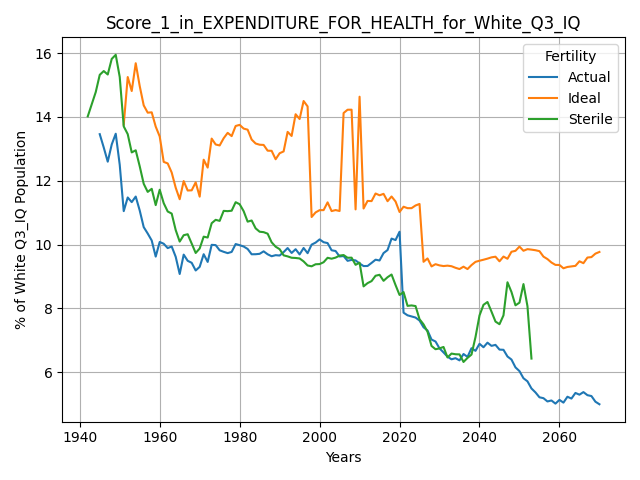 Score_1_in_EXPENDITURE_FOR_HEALTH_for_White_Q3_IQ
Fertility
Actual
Ideal
Sterile
% of White Q3_IQ Population
16
14
12
10
8
6
1940
1960
1980
2000
2020
2040
2060
Years